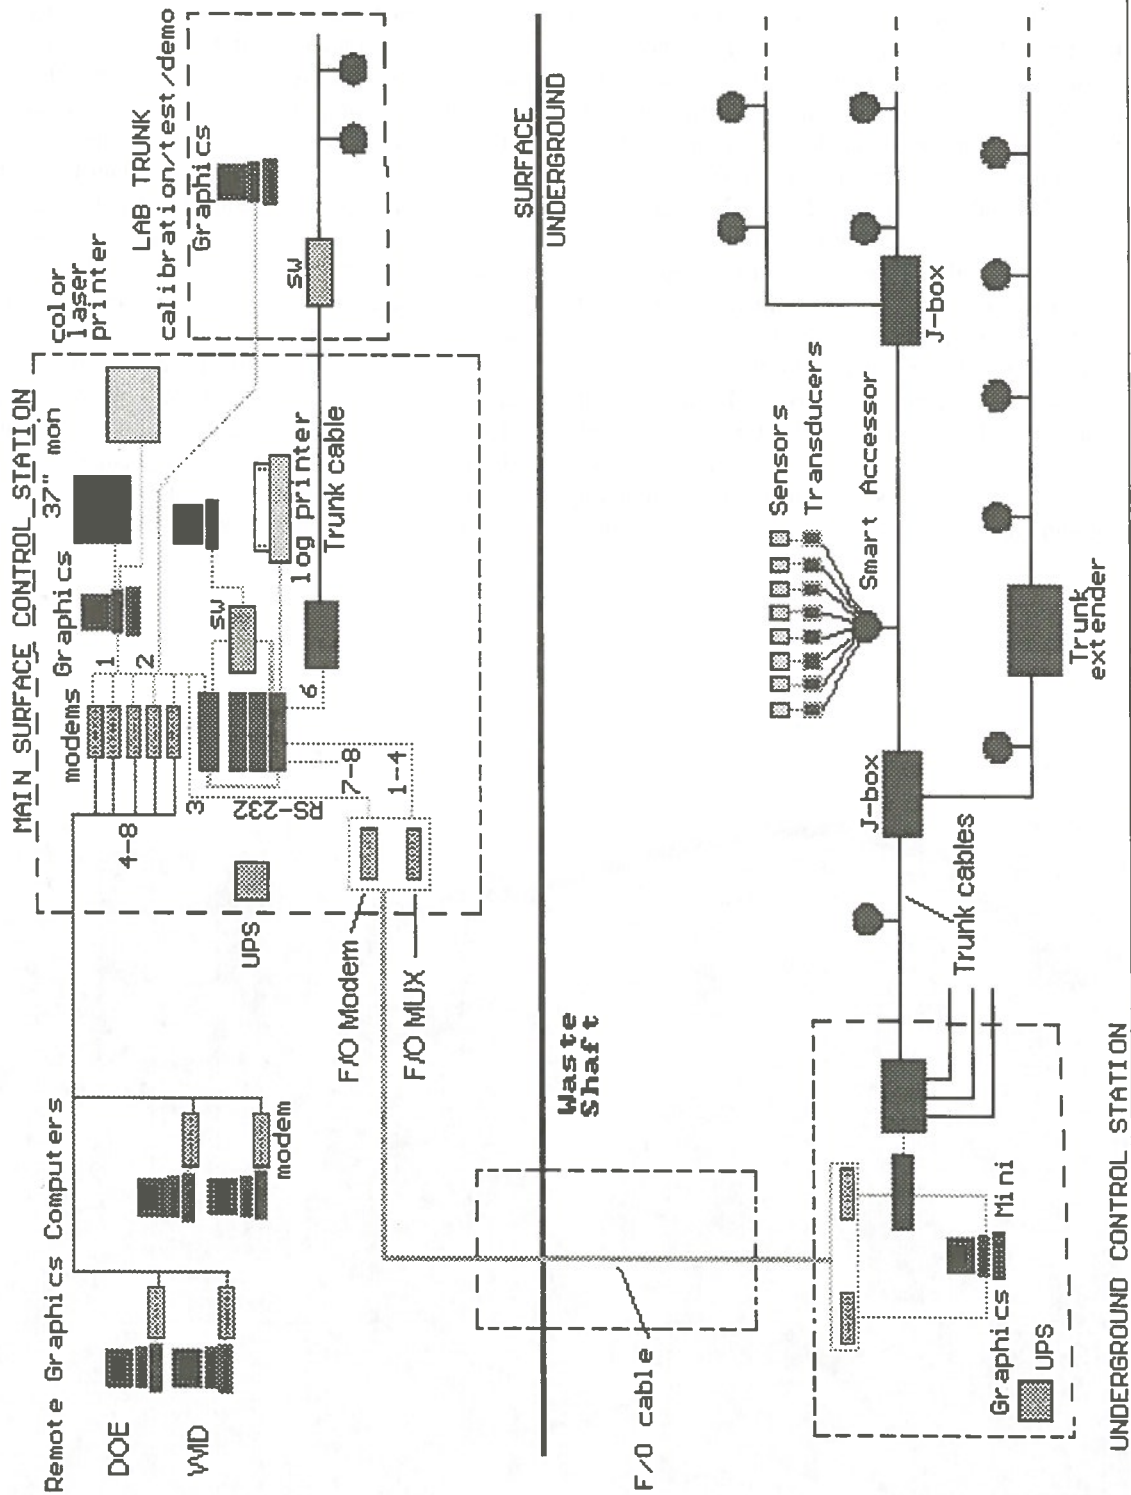 MAIN SURFACE CONTROL STATION
Remote Graphics Computers
DOE
WID
modem
modems
Graphics
37" mon
color
laser
printer
LAB TRUNK
calibration/test/demo
Graphics
1
2
3
4-8
sw
sw
RS-232
6
7-8
1-4
log printer
Trunk cable
UPS
F/O Modem
F/O MUX
SURFACE
UNDERGROUND
Waste
Shaft
F/O cable
Sensors
Transducers
Smart Accessor
J-box
J-box
Trunk cables
Trunk
extender
Mini
Graphics
UPS
UNDERGROUND CONTROL STATION